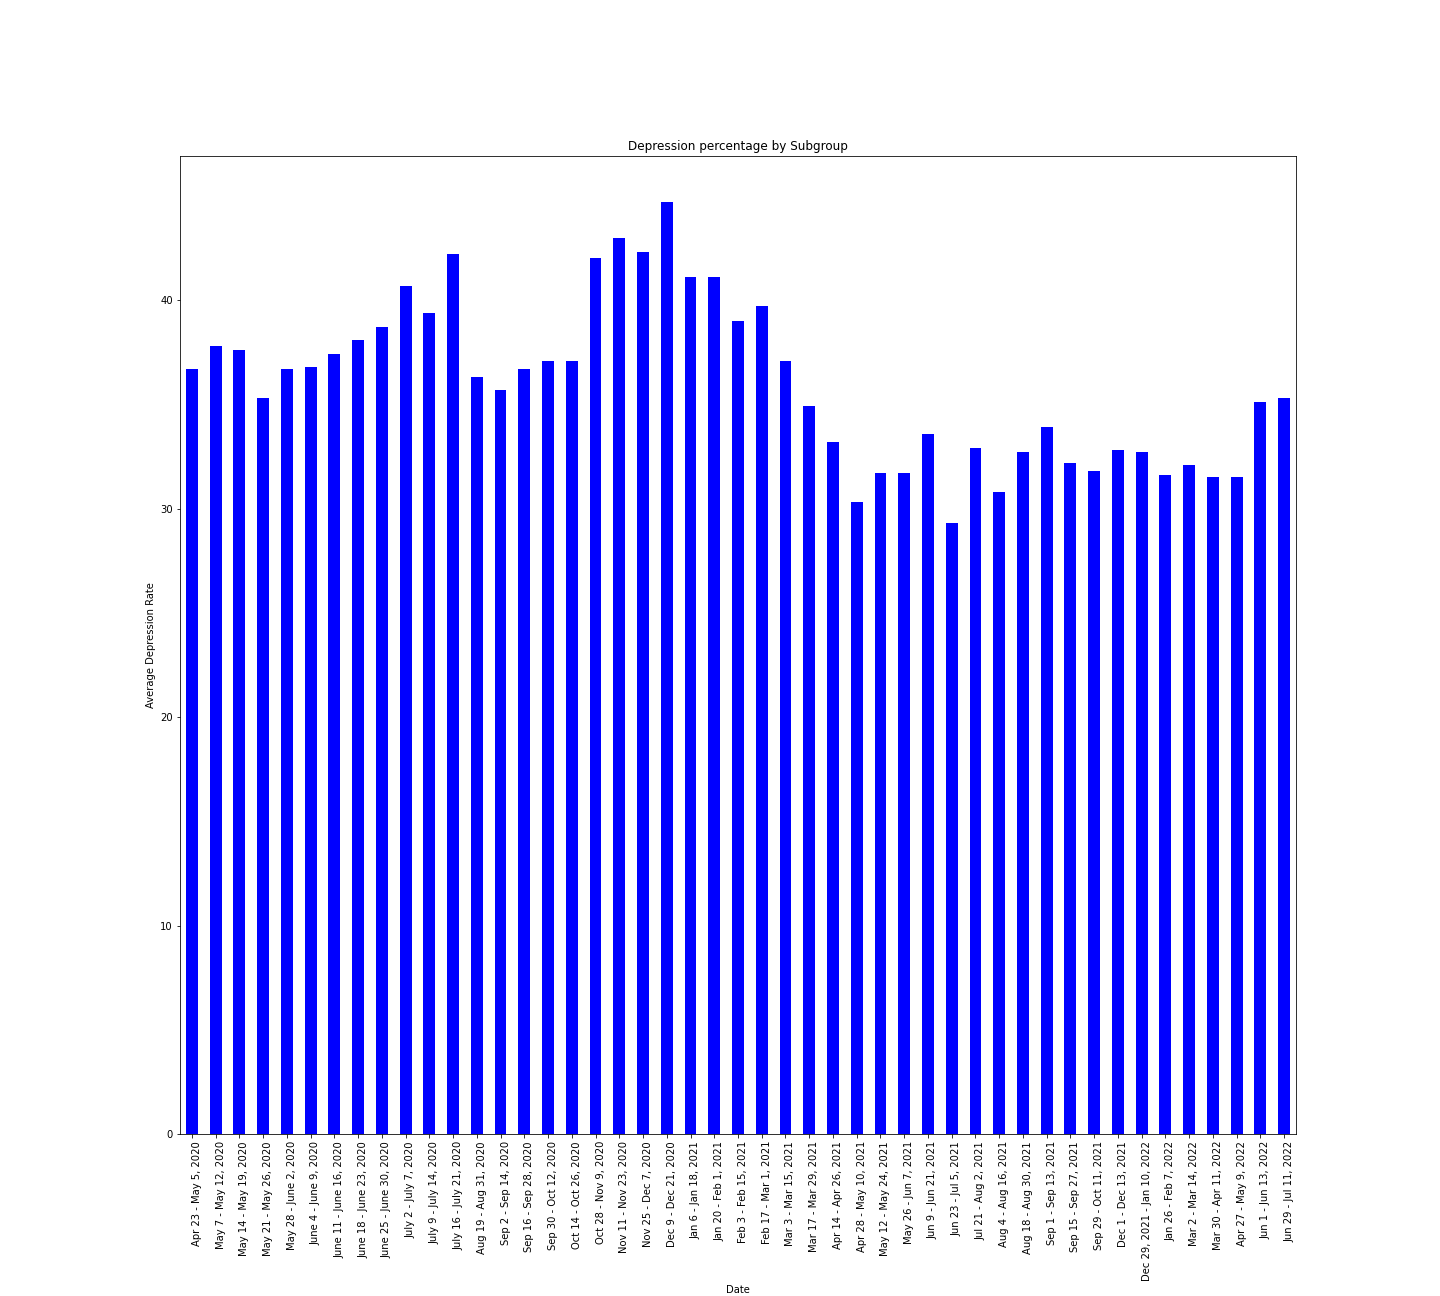 Depression percentage by Subgroup
40
30
20
10
0
Average Depression Rate
Apr 23 - May 5, 2020
May 7 - May 12, 2020
May 14 - May 19, 2020
May 21 - May 26, 2020
May 28 - June 2, 2020
June 4 - June 9, 2020
June 11 - June 16, 2020
June 18 - June 23, 2020
June 25 - June 30, 2020
July 2 - July 7, 2020
July 9 - July 14, 2020
July 16 - July 21, 2020
Aug 19 - Aug 31, 2020
Sep 2 - Sep 14, 2020
Sep 16 - Sep 28, 2020
Sep 30 - Oct 12, 2020
Oct 14 - Oct 26, 2020
Oct 28 - Nov 9, 2020
Nov 11 - Nov 23, 2020
Nov 25 - Dec 7, 2020
Dec 9 - Dec 21, 2020
Jan 6 - Jan 18, 2021
Jan 20 - Feb 1, 2021
Feb 3 - Feb 15, 2021
Feb 17 - Mar 1, 2021
Mar 3 - Mar 15, 2021
Mar 17 - Mar 29, 2021
Apr 14 - Apr 26, 2021
Apr 28 - May 10, 2021
May 12 - May 24, 2021
May 26 - Jun 7, 2021
Jun 9 - Jun 21, 2021
Jun 23 - Jul 5, 2021
Jul 21 - Aug 2, 2021
Aug 4 - Aug 16, 2021
Aug 18 - Aug 30, 2021
Sep 1 - Sep 13, 2021
Sep 15 - Sep 27, 2021
Sep 29 - Oct 11, 2021
Dec 1 - Dec 13, 2021
Dec 29, 2021 - Jan 10, 2022
Jan 26 - Feb 7, 2022
Mar 2 - Mar 14, 2022
Mar 30 - Apr 11, 2022
Apr 27 - May 9, 2022
Jun 1 - Jun 13, 2022
Jun 29 - Jul 11, 2022
Date